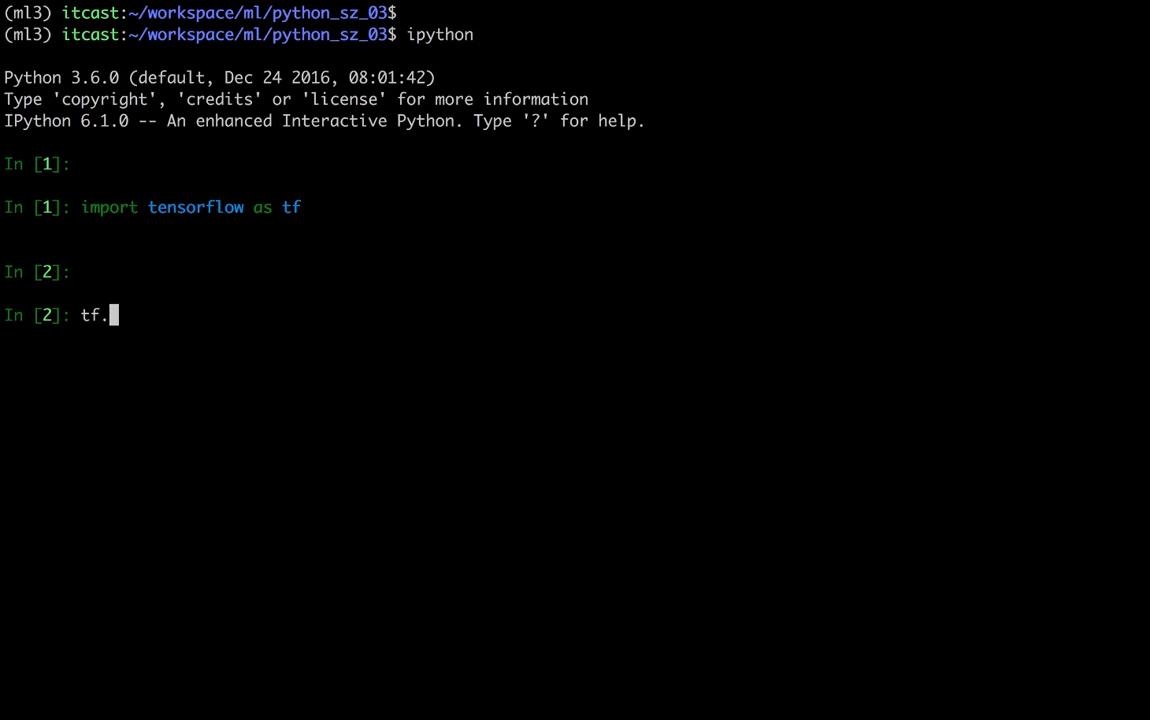 (ml3) itcast:~/workspace/ml/python_sz_03$
(ml3) itcast:~/workspace/ml/python_sz_03$ ipython
Python 3.6.0 (default, Dec 24 2016, 08:01:42)
Type 'copyright', 'credits' or 'license' for more information
IPython 6.1.0 -- An enhanced Interactive Python. Type '?' for help.
In [1]:
In [1]: import tensorflow as tf
In [2]:
In [2]: tf.